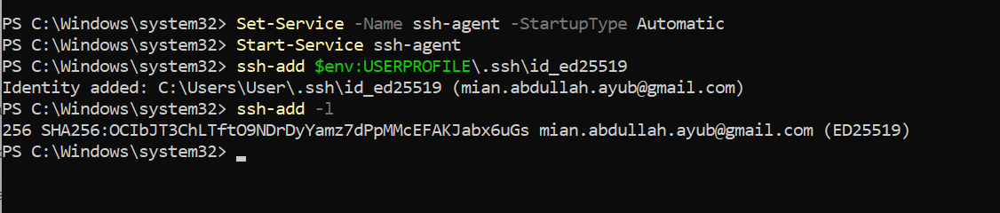 PS C:\Windows\system32> Set-Service -Name ssh-agent -StartupType Automatic
PS C:\Windows\system32> Start-Service ssh-agent
PS C:\Windows\system32> ssh-add $env:USERPROFILE\.ssh\id_ed25519
Identity added: C:\Users\User\.ssh\id_ed25519 (mian.abdullah.ayub@gmail.com)
PS C:\Windows\system32> ssh-add -l
256 SHA256:OCIbJT3ChLTftO9NDrDyYamz7dPpMMcEFAKJabx6uGs mian.abdullah.ayub@gmail.com (ED25519)
PS C:\Windows\system32>